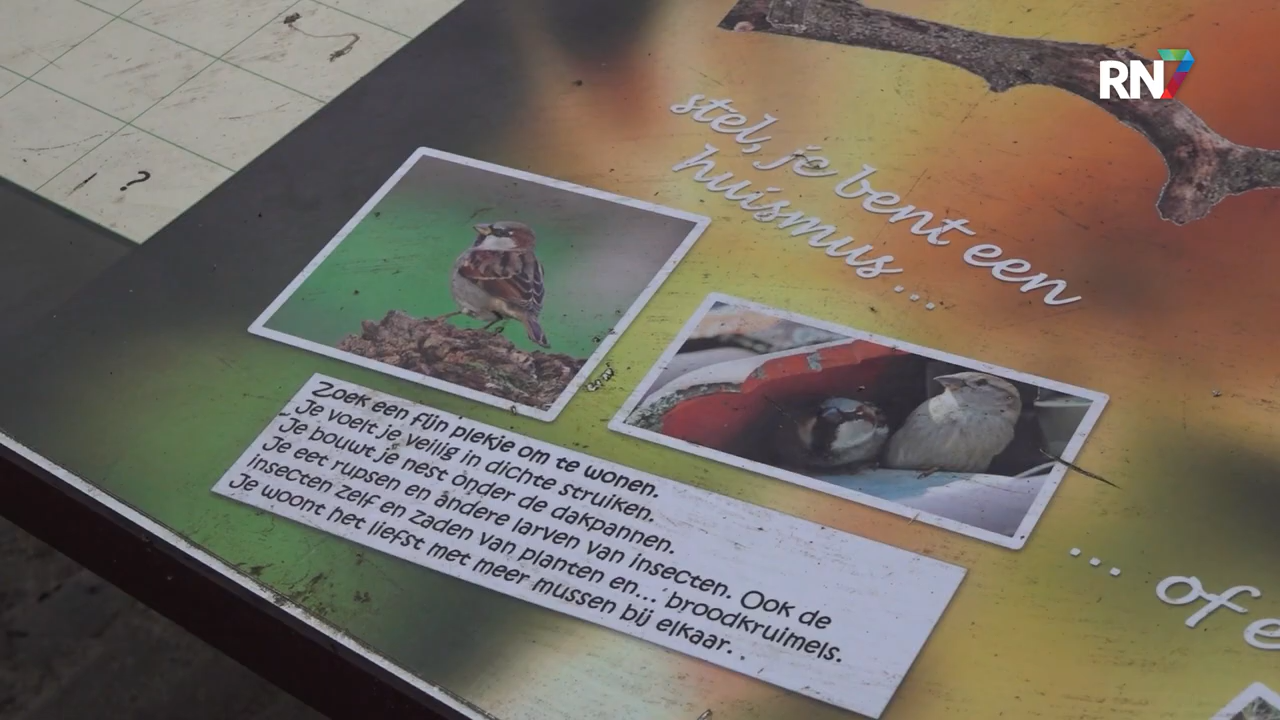 RN7
stel, je bent een
huismus...
?
Zoek een fijn plekje om te wonen.
Je voelt je veilig in dichte struiken.
Je bouwt je nest onder de dakpannen.
Je eet rupsen en andere larven van insecten. Ook de
insecten zelf en zaden van planten en... broodkruimels.
Je woont het liefst met meer mussen bij elkaar..
... of e